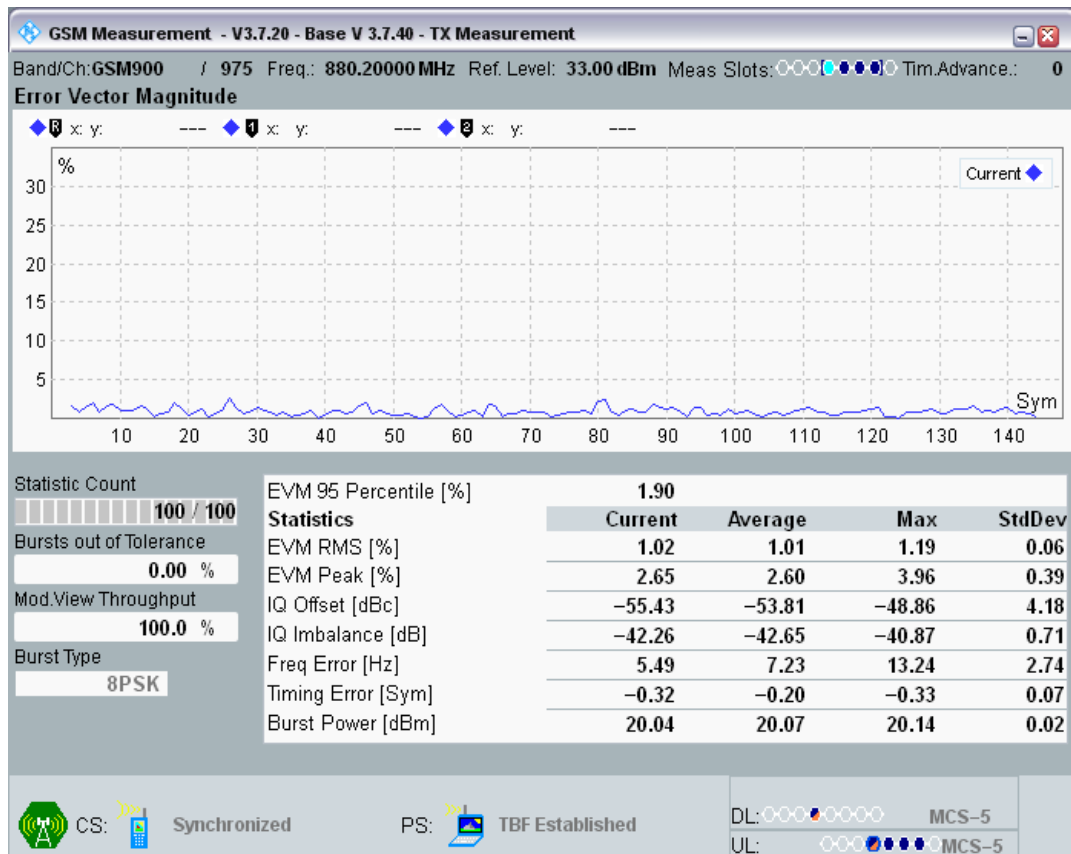 GSM Measurement - V3.7.20 - Base V 3.7.40 - TX Measurement
Band/Ch:GSM900 / 975 Freq.: 880.20000 MHz Ref. Level: 33.00 dBm Meas Slots: Tim.Advance.: 0
Error Vector Magnitude
R x: y: --- 1 x: y: --- 2 x: y: ---
%
Current
30
25
20
15
10
5
Sym
10 20 30 40 50 60 70 80 90 100 110 120 130 140
Statistic Count
100 / 100
Bursts out of Tolerance
0.00 %
Mod.View Throughput
100.0 %
Burst Type
8PSK
EVM 95 Percentile [%] 1.90
Statistics Current Average Max StdDev
EVM RMS [%] 1.02 1.01 1.19 0.06
EVM Peak [%] 2.65 2.60 3.96 0.39
IQ Offset [dBc] −55.43 −53.81 −48.86 4.18
IQ Imbalance [dB] −42.26 −42.65 −40.87 0.71
Freq Error [Hz] 5.49 7.23 13.24 2.74
Timing Error [Sym] −0.32 −0.20 −0.33 0.07
Burst Power [dBm] 20.04 20.07 20.14 0.02
CS: Synchronized PS: TBF Established
DL: MCS−5
UL: MCS−5